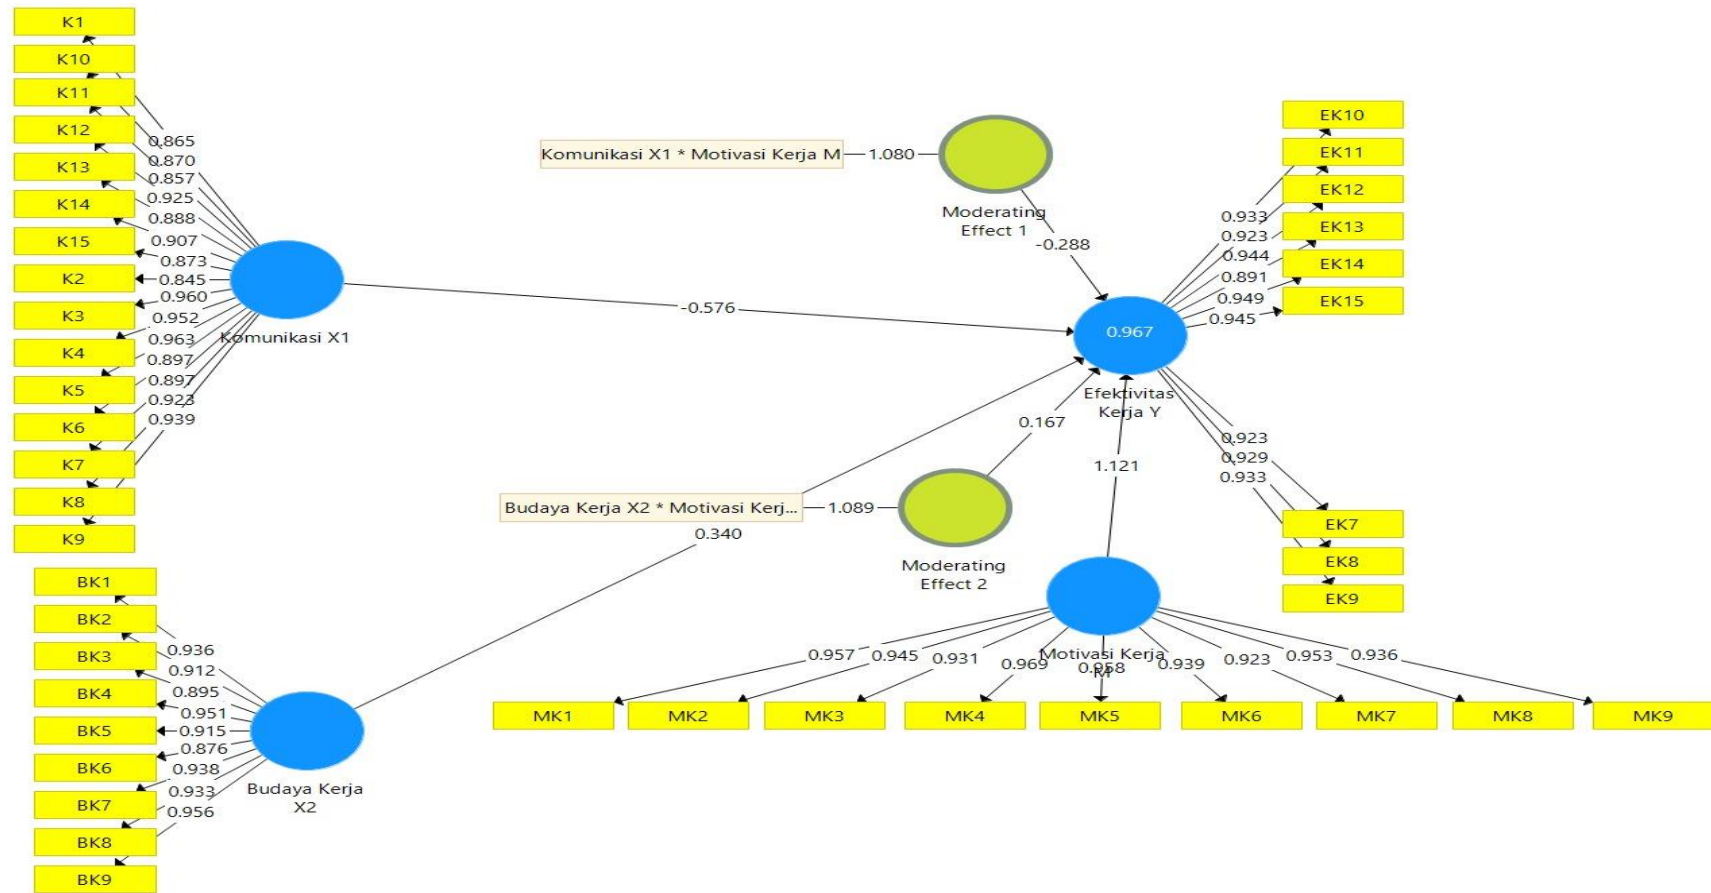 K1
K10
K11
K12
K13
K14
K15
K2
K3
K4
K5
K6
K7
K8
K9
0.865
0.870
0.857
0.925
0.888
0.907
0.873
0.845
0.960
0.952
0.963
0.897
0.897
0.923
0.939
Komunikasi X1
-0.576
Komunikasi X1 * Motivasi Kerja M
1.080
Moderating
Effect 1
-0.288
0.967
Efektivitas
Kerja Y
EK10
EK11
EK12
EK13
EK14
EK15
0.933
0.923
0.944
0.891
0.949
0.945
0.923
0.929
0.933
EK7
EK8
EK9
0.167
1.121
Budaya Kerja X2 * Motivasi Kerj...
1.089
Moderating
Effect 2
0.340
BK1
BK2
BK3
BK4
BK5
BK6
BK7
BK8
BK9
0.936
0.912
0.895
0.951
0.915
0.876
0.938
0.933
0.956
Budaya Kerja
X2
Motivasi Kerja
M
0.957
0.945
0.931
0.969
0.958
0.939
0.923
0.953
0.936
MK1
MK2
MK3
MK4
MK5
MK6
MK7
MK8
MK9